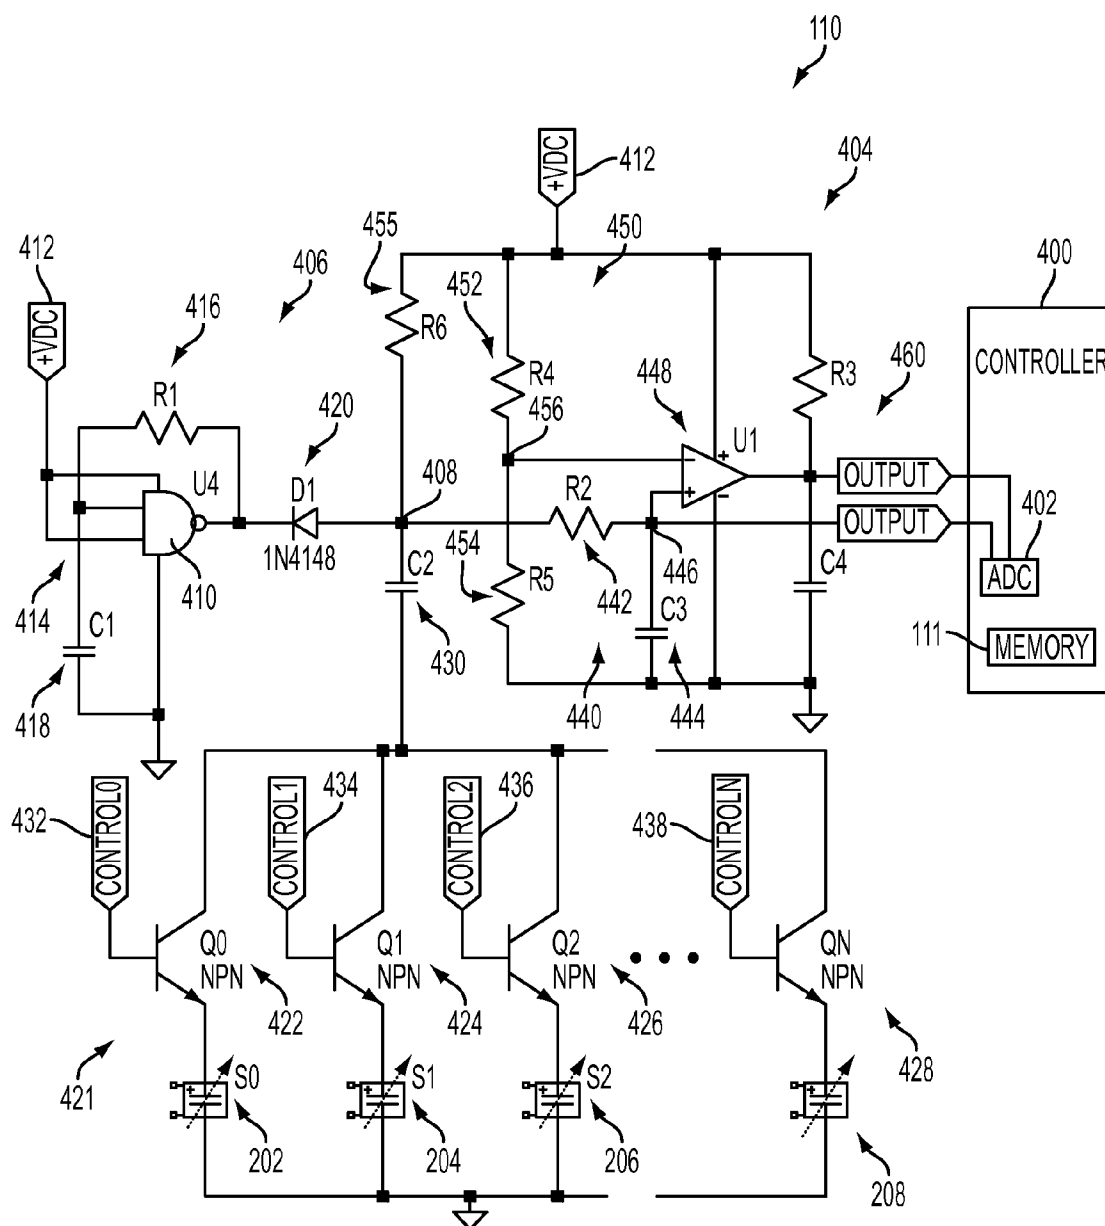 110
+VDC
412
404
455
450
412
406
452
400
416
+VDC
R6
CONTROLLER
R1
R4
448
R3
460
420
456
U1
U4
D1
408
R2
OUTPUT
OUTPUT
402
1N4148
C2
446
C4
ADC
410
454
R5
442
414
C1
430
C3
111
MEMORY
418
440
444
432
CONTROL0
434
CONTROL1
436
CONTROL2
438
CONTROLN
Q0
NPN
Q1
NPN
Q2
NPN
QN
NPN
422
424
426
428
421
S0
S1
S2
202
204
206
208
+
-
-
+
+
+
+
+